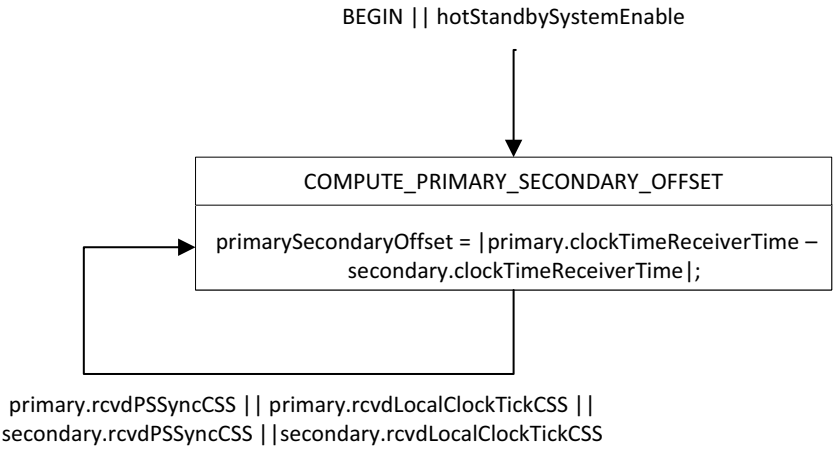 BEGIN || hotStandbySystemEnable
COMPUTE_PRIMARY_SECONDARY_OFFSET
primarySecondaryOffset = |primary.clockTimeReceiverTime –
secondary.clockTimeReceiverTime|;
primary.rcvdPSSyncCSS || primary.rcvdLocalClockTickCSS ||
secondary.rcvdPSSyncCSS ||secondary.rcvdLocalClockTickCSS